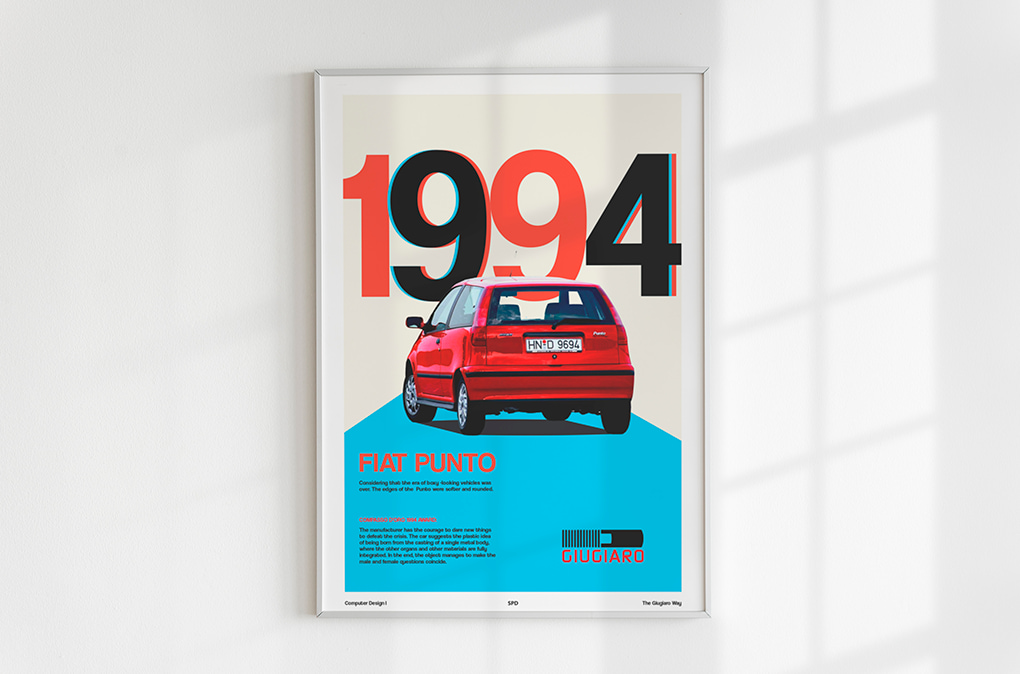 1994
Punto
HN D 9694
FIAT PUNTO
Considering that the era of boxy-looking vehicles was
over. The edges of the Punto were softer and rounded.
The manufacturer has the courage to dare new things
to defeat the crisis. The car suggests the plastic idea
of being born from the casting of a single metal body,
where the other organs and other materials are fully
integrated. In the end, the object manages to make the
male and female questions coincide.
GIUGIARO
Computer Design I
SPD
The Giugiaro Way